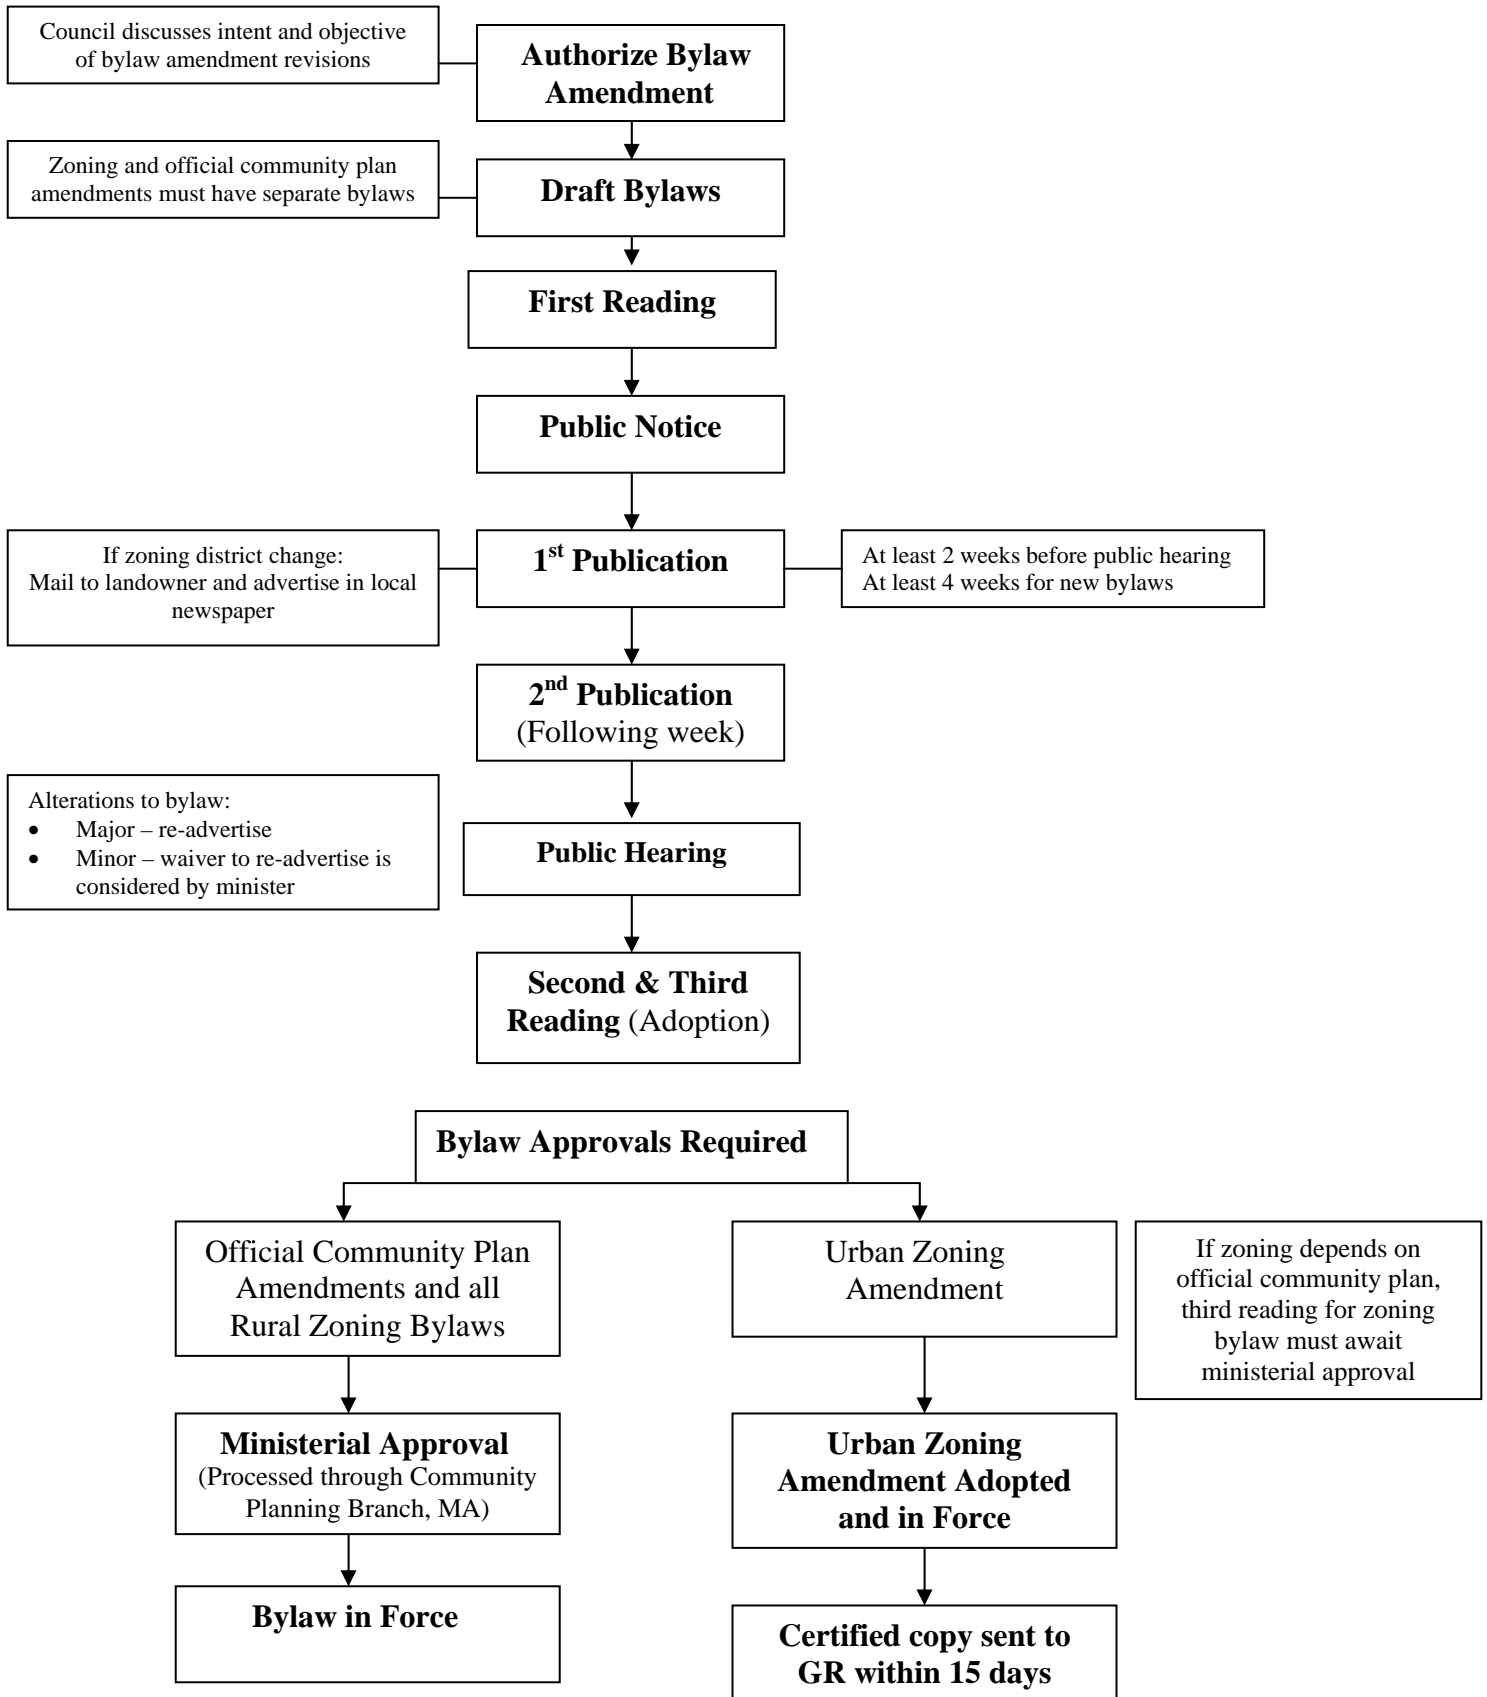 Council discusses intent and objective
of bylaw amendment revisions
Authorize Bylaw
Amendment
Zoning and official community plan
amendments must have separate bylaws
Draft Bylaws
First Reading
Public Notice
If zoning district change:
Mail to landowner and advertise in local
newspaper
1st Publication
At least 2 weeks before public hearing
At least 4 weeks for new bylaws
2nd Publication
(Following week)
Alterations to bylaw:
• Major – re-advertise
• Minor – waiver to re-advertise is
considered by minister
Public Hearing
Second & Third
Reading (Adoption)
Bylaw Approvals Required
Official Community Plan
Amendments and all
Rural Zoning Bylaws
Urban Zoning
Amendment
If zoning depends on
official community plan,
third reading for zoning
bylaw must await
ministerial approval
Ministerial Approval
(Processed through Community
Planning Branch, MA)
Urban Zoning
Amendment Adopted
and in Force
Bylaw in Force
Certified copy sent to
GR within 15 days